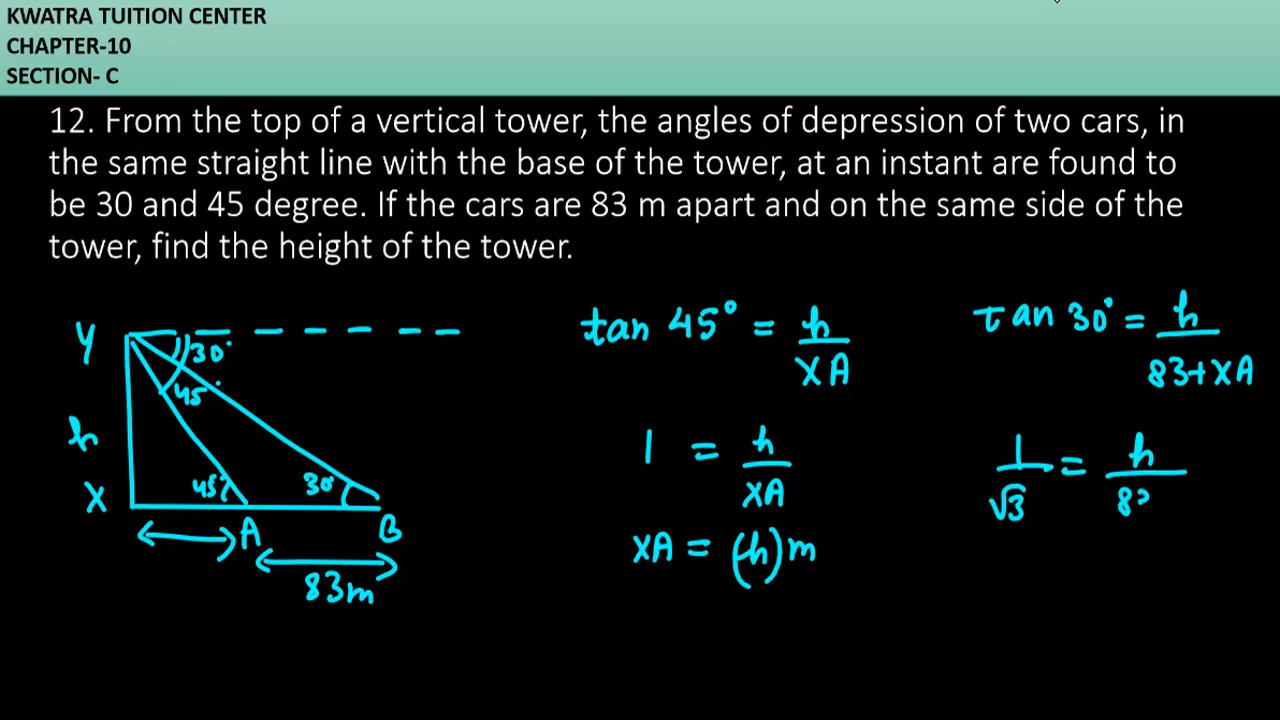 KWATRA TUITION CENTER
CHAPTER-10
SECTION- C
12. From the top of a vertical tower, the angles of depression of two cars, in
the same straight line with the base of the tower, at an instant are found to
be 30 and 45 degree. If the cars are 83 m apart and on the same side of the
tower, find the height of the tower.
Y
30°
45°
h
X
45°
30°
A
B
83m
tan 45° = h/XA
1 = h/XA
XA = (h)m
tan 30° = h/83+XA
1/√3 = h/8